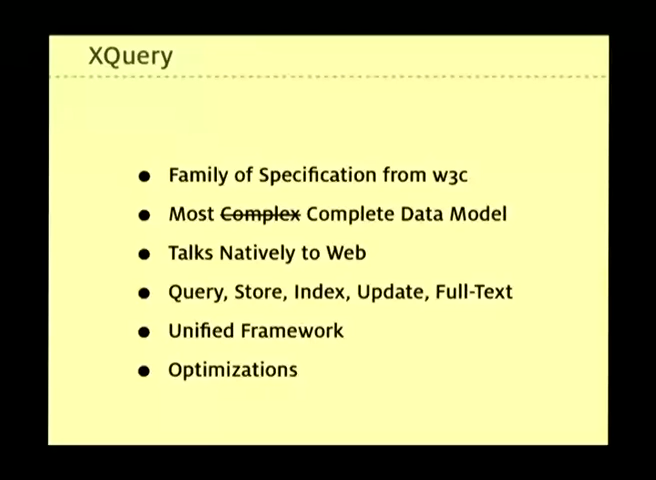 XQuery
● Family of Specification from w3c
● Most ~~Complex~~ Complete Data Model
● Talks Natively to Web
● Query, Store, Index, Update, Full-Text
● Unified Framework
● Optimizations